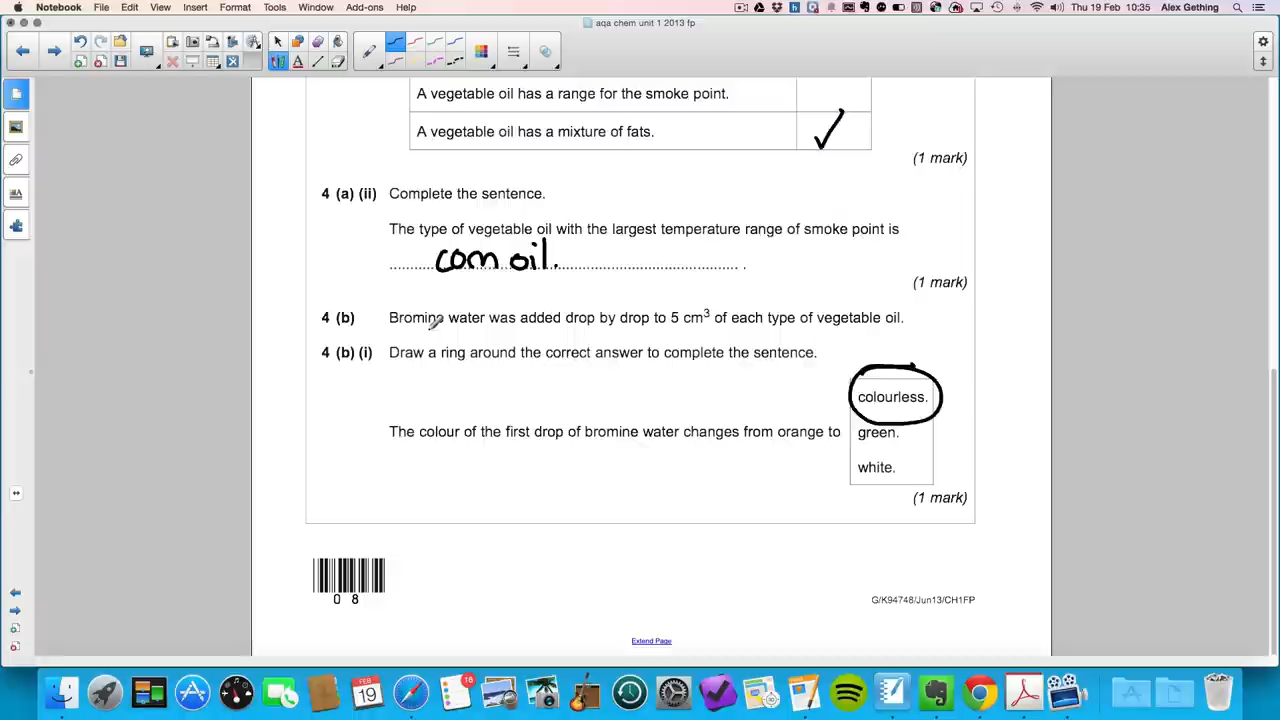 Notebook File Edit View Insert Format Tools Window Add-ons Help Thu 19 Feb 10:35 Alex Gething
aqa chem unit 1 2013 fp
A vegetable oil has a range for the smoke point.
A vegetable oil has a mixture of fats. ✓
(1 mark)
4 (a) (ii) Complete the sentence.
The type of vegetable oil with the largest temperature range of smoke point is
corn oil.
(1 mark)
4 (b) Bromine water was added drop by drop to 5 cm³ of each type of vegetable oil.
4 (b) (i) Draw a ring around the correct answer to complete the sentence.
colourless.
The colour of the first drop of bromine water changes from orange to green.
white.
(1 mark)
0 8
G/K94748/Jun13/CH1FP
Extend Page
FEB
19
18